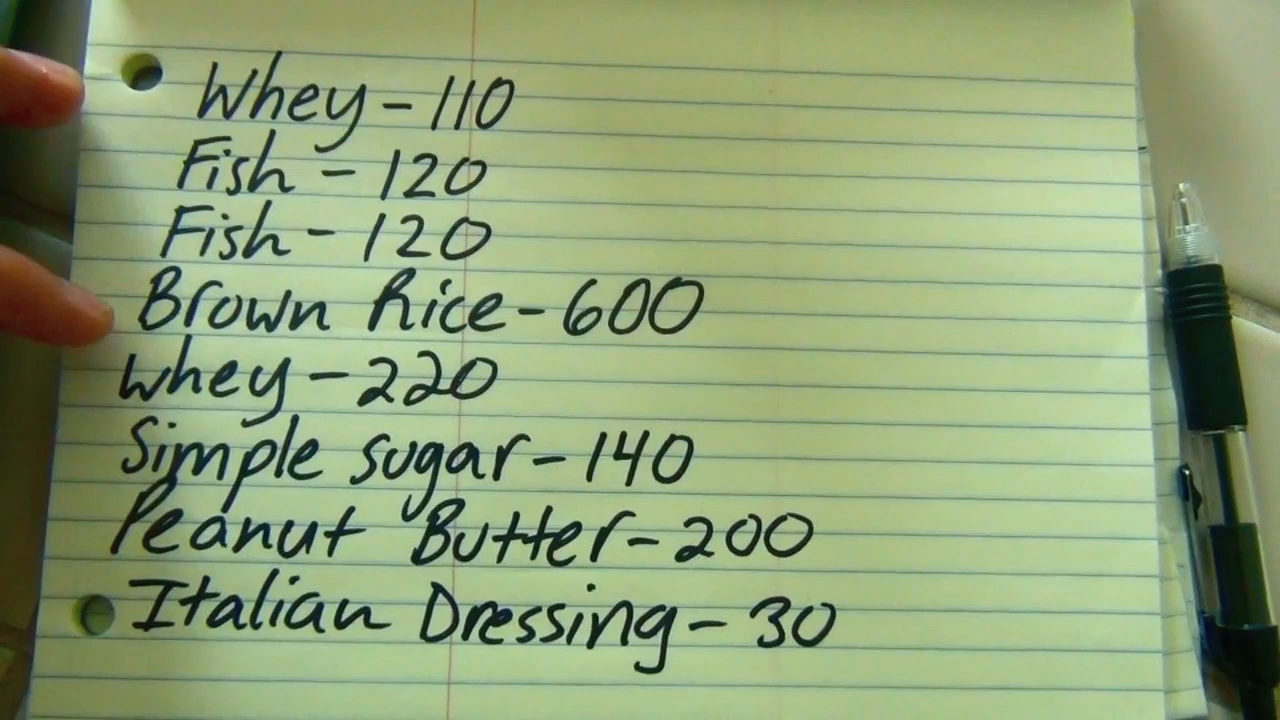 Whey - 110
Fish - 120
Fish - 120
Brown Rice - 600
Whey - 220
Simple sugar - 140
Peanut Butter - 200
Italian Dressing - 30